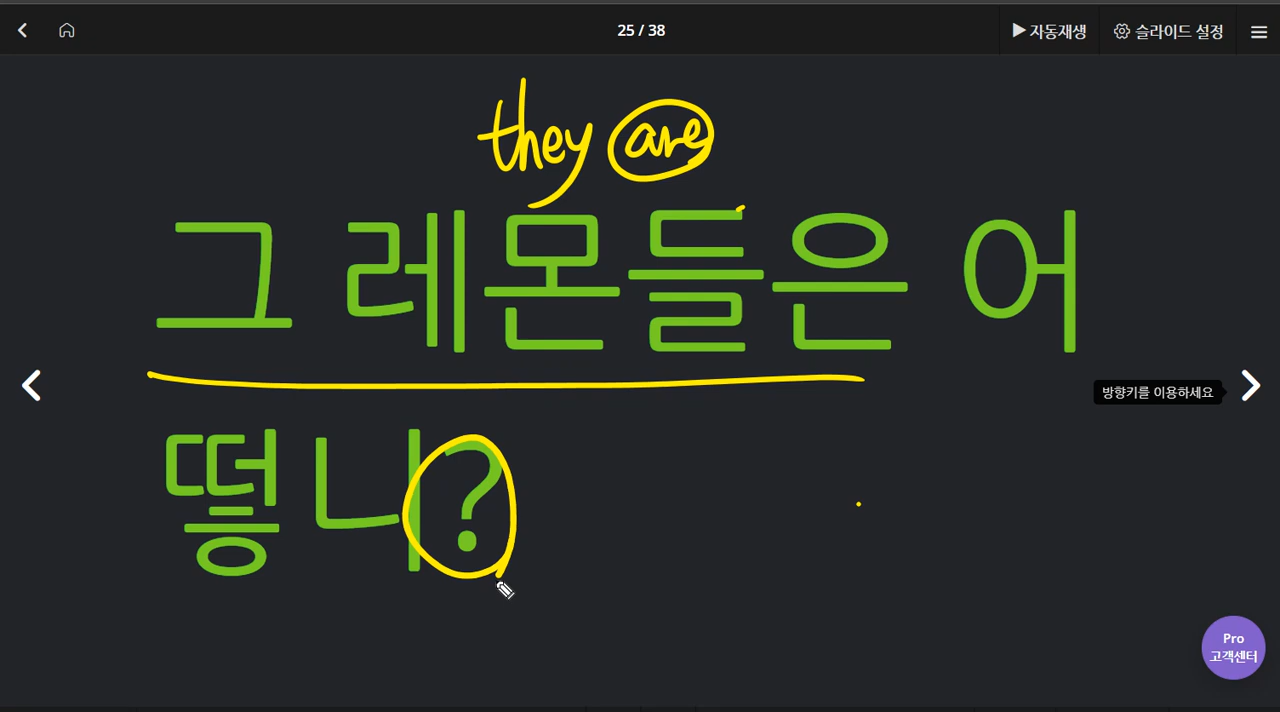 25 / 38
▶ 자동재생
슬라이드 설정
they are
그 레몬들은 어
떻니?
방향키를 이용하세요
Pro
고객센터